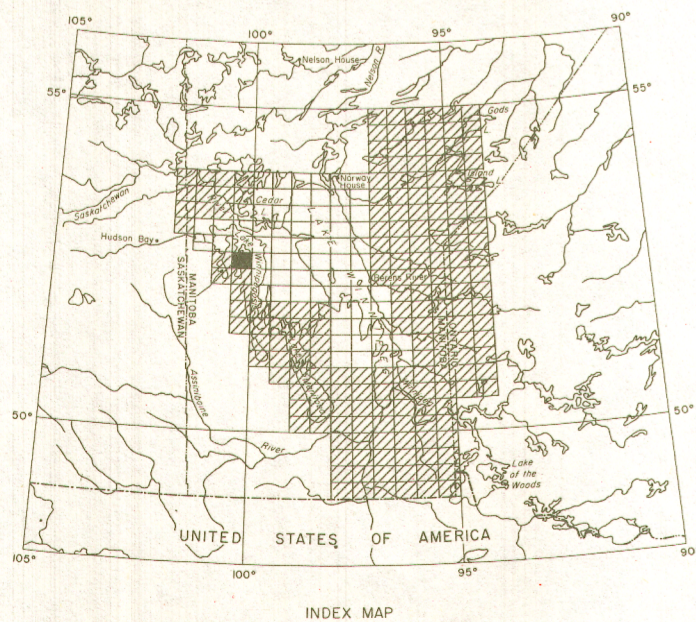 105°
100°
95°
90°
Nelson House
Nelson R
55°
55°
Gods
L
Island
L
Norway
House
Cedar
L
Saskatchewan
Hudson Bay
LAKE
WINNIPEG
Berens River
MANITOBA
SASKATCHEWAN
ONTARIO
MANITOBA
Assiniboine
River
50°
50°
Lake
of the
Woods
UNITED STATES OF AMERICA
105°
100°
95°
90
INDEX MAP